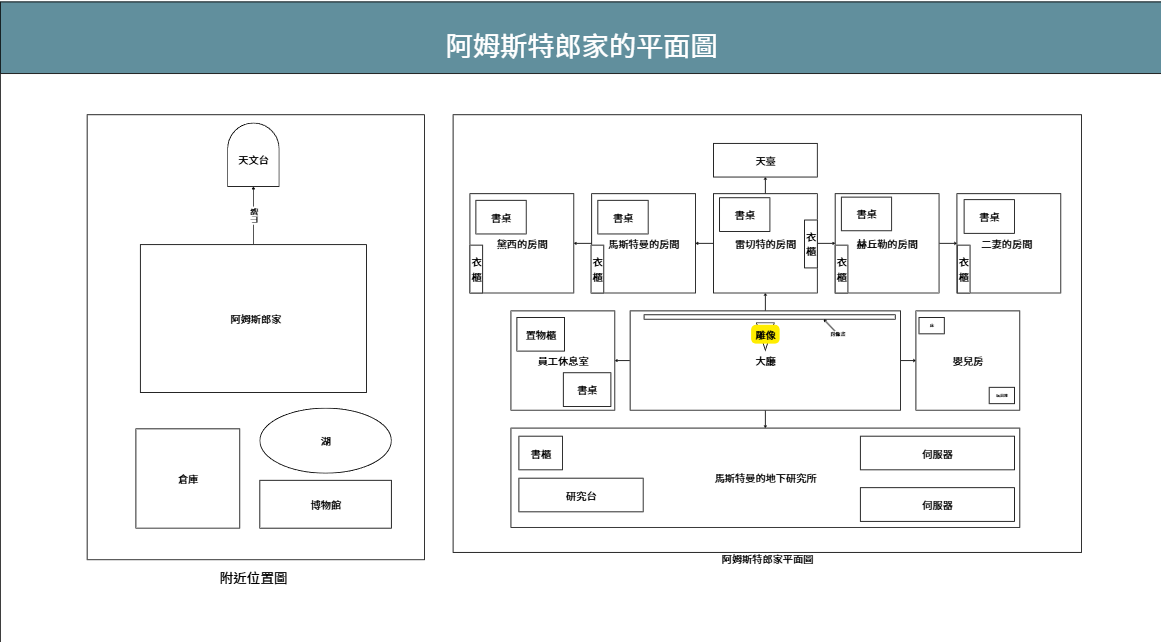 阿姆斯特郎家的平面圖
天文台
阿姆斯郎家
湖
倉庫
博物館
附近位置圖
天臺
書桌
黛西的房間
衣櫃
書桌
馬斯特曼的房間
衣櫃
書桌
雷切特的房間
衣櫃
書桌
赫丘勒的房間
衣櫃
書桌
二妻的房間
衣櫃
置物櫃
員工休息室
書桌
雕像
大廳
嬰兒房
書櫃
研究台
馬斯特曼的地下研究所
伺服器
伺服器
阿姆斯特郎家平面圖